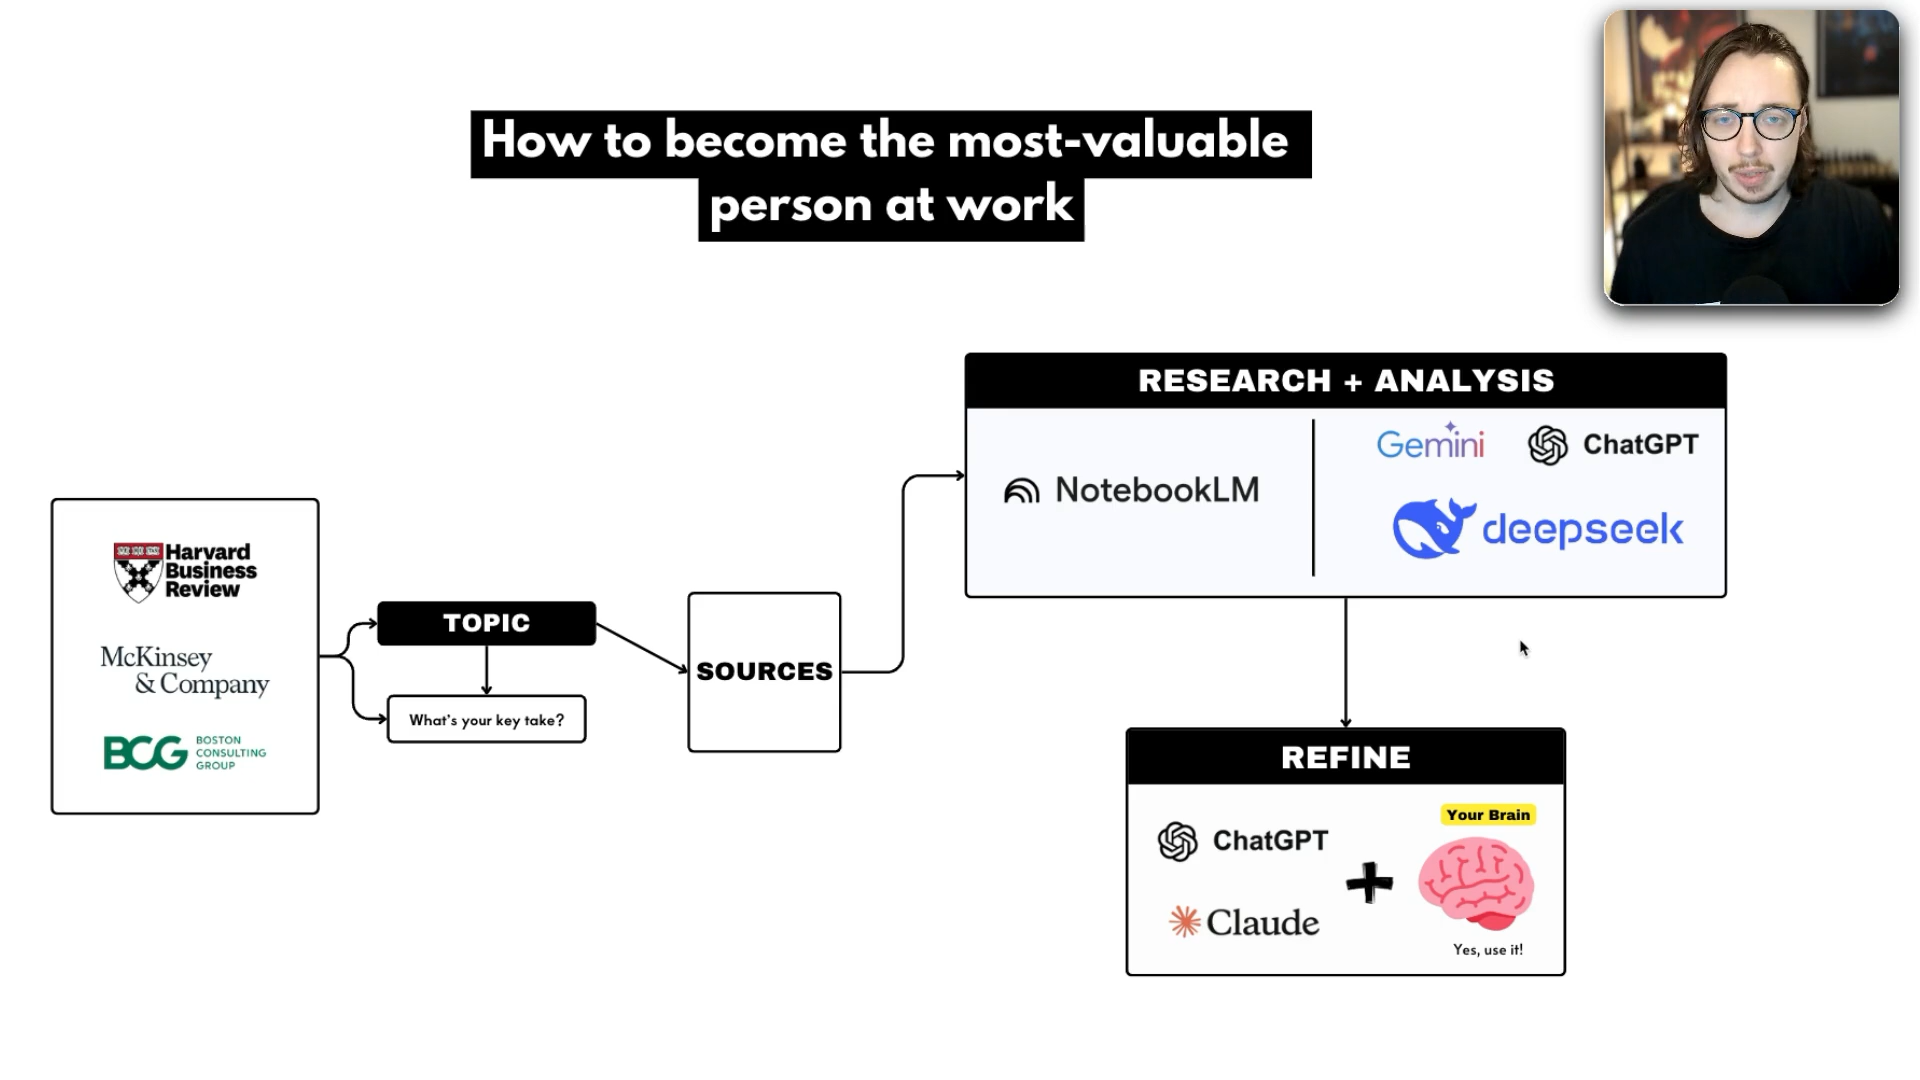 How to become the most-valuable
person at work
RESEARCH + ANALYSIS
NotebookLM
Gemini
ChatGPT
deepseek
Harvard
Business
Review
McKinsey
& Company
BCG
BOSTON
CONSULTING
GROUP
TOPIC
What's your key take?
SOURCES
REFINE
ChatGPT
Claude
Your Brain
Yes, use it!